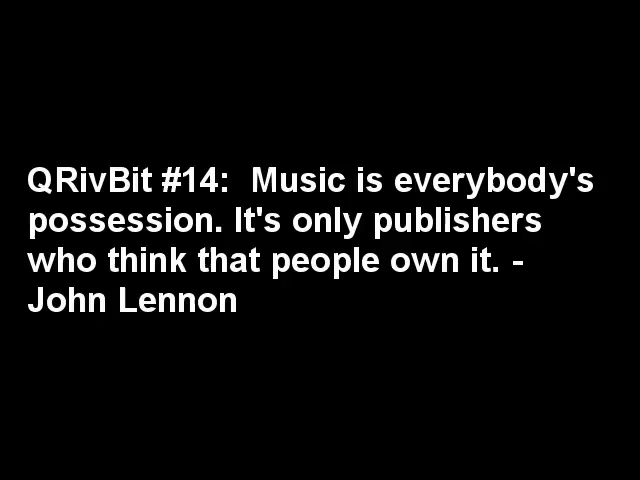 QRivBit #14:  Music is everybody's
possession. It's only publishers
who think that people own it. -
John Lennon